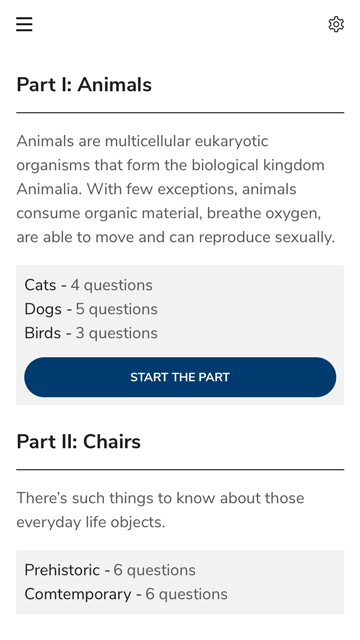 Part I: Animals
Animals are multicellular eukaryotic
organisms that form the biological kingdom
Animalia. With few exceptions, animals
consume organic material, breathe oxygen,
are able to move and can reproduce sexually.
Cats - 4 questions
Dogs - 5 questions
Birds - 3 questions
START THE PART
Part II: Chairs
There’s such things to know about those
everyday life objects.
Prehistoric - 6 questions
Comtemporary - 6 questions